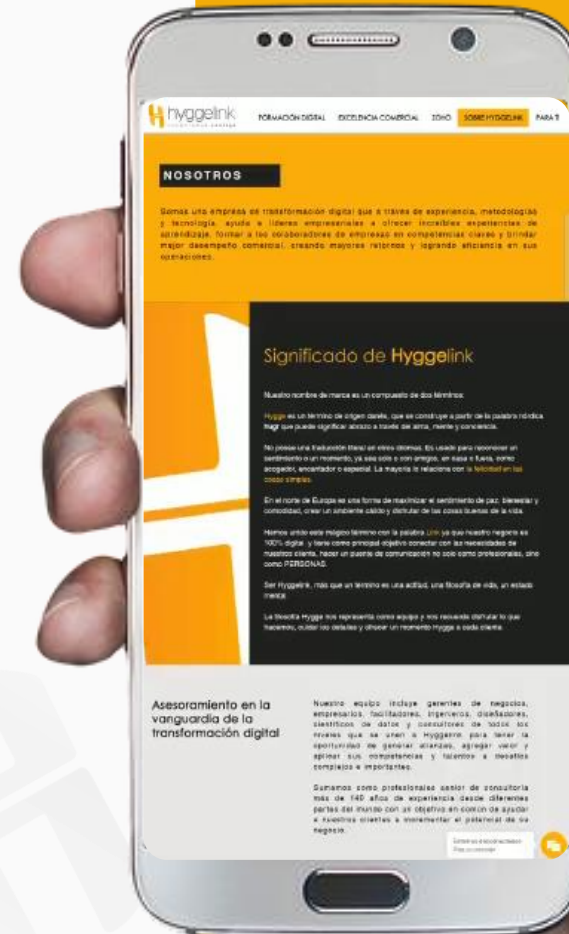 hyggelink
FORMACIÓN DIGITAL EXCELENCIA COMERCIAL ZOHO SOBRE HYGGELINK PARA TI
NOSOTROS
Somos una empresa de transformación digital que a través de experiencia, metodologías
y tecnología, ayuda a líderes empresariales a ofrecer increíbles experiencias de
aprendizaje, formar a los colaboradores de empresas en competencias claves y brindar
mejor desempeño comercial, creando mayores retornos y logrando eficiencia en sus
operaciones.
Significado de Hyggelink
Nuestro nombre de marca es un compuesto de dos términos:
Hygge es un término de origen danés, que se construye a partir de la palabra nórdica
hugr que puede significar abrazo a través del alma, mente y conciencia.
No posee una traducción literal en otros idiomas. Es usado para reconocer un
sentimiento o un momento, ya sea solo o con amigos, en casa o fuera, como
acogedor, encantador o especial. La mayoría lo relaciona con la felicidad en las
cosas simples.
En el norte de Europa es una forma de maximizar el sentimiento de paz, bienestar y
comodidad, crear un ambiente cálido y disfrutar de las cosas buenas de la vida.
Hemos unido este mágico término con la palabra Link ya que nuestro negocio es
100% digital y tiene como principal objetivo conectar con las necesidades de
nuestros clientes, hacer un puente de comunicación no solo como profesionales, sino
como PERSONAS.
Ser Hyggelink, más que un término es una actitud, una filosofía de vida, un estado
mental.
La filosofía Hygge nos representa como equipo y nos recuerda disfrutar lo que
hacemos, cuidar los detalles y ofrecer un momento Hygge a cada cliente.
Asesoramiento en la
vanguardia de la
transformación digital
Nuestro equipo incluye gerentes de negocios,
empresarios, facilitadores, ingenieros, diseñadores,
científicos de datos y consultores de todos los
niveles que se unen a Hyggelink para tener la
oportunidad de generar alianzas, agregar valor y
aplicar sus competencias y talentos a desafíos
complejos e importantes.
Sumamos como profesionales senior de consultoría
más de 140 años de experiencia desde diferentes
partes del mundo con un objetivo en común de ayudar
a nuestros clientes a incrementar el potencial de su
negocio.